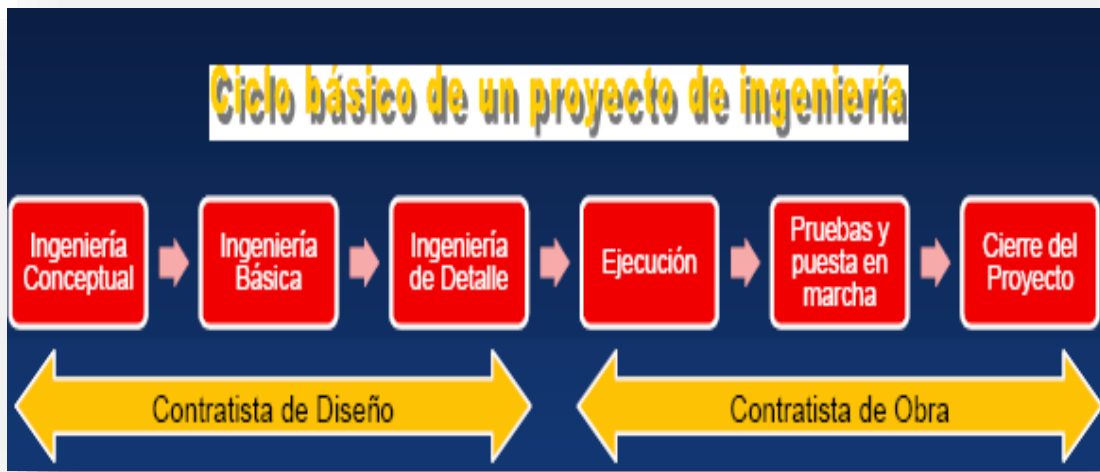 Ciclo básico de un proyecto de ingeniería
Ingeniería
Conceptual
Ingeniería
Básica
Ingeniería
de Detalle
Ejecución
Pruebas y
puesta en
marcha
Cierre del
Proyecto
Contratista de Diseño
Contratista de Obra